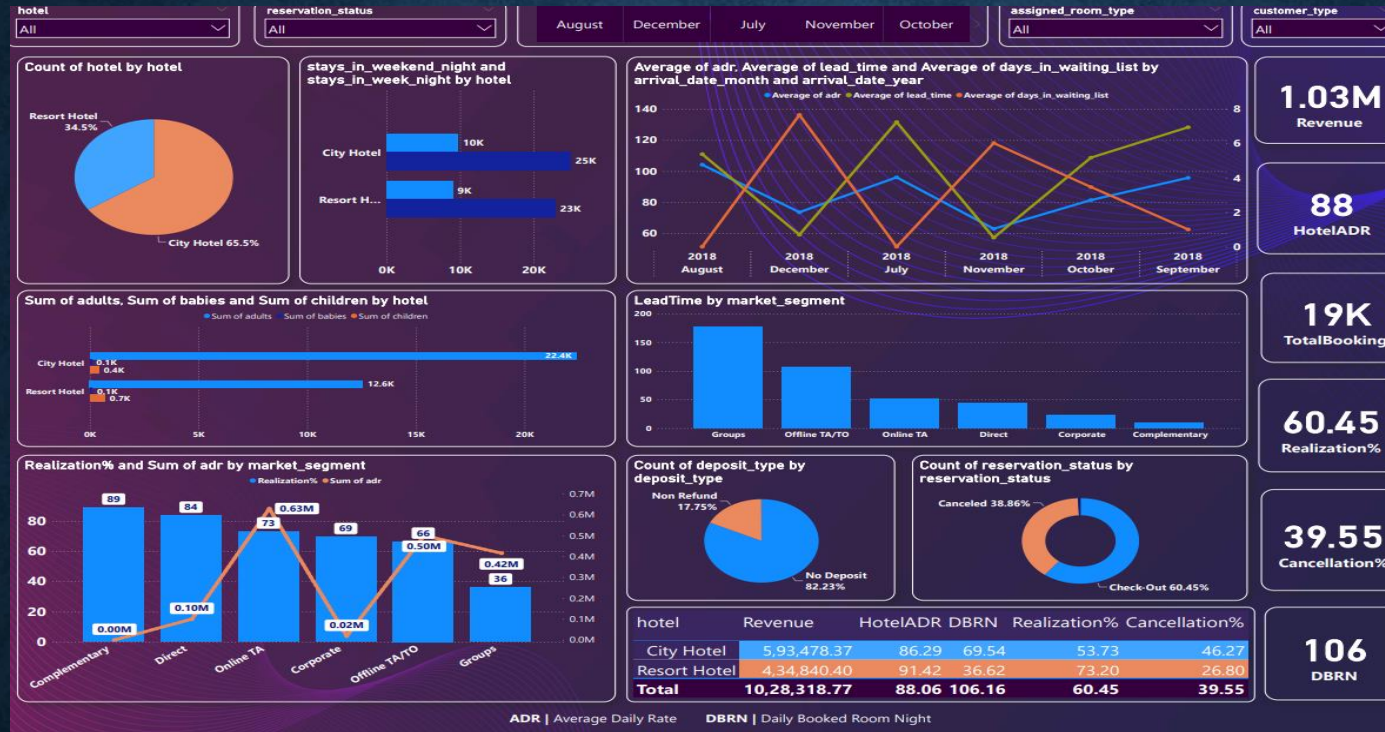 hotel
All
reservation_status
All
August December July November October
assigned_room_type
All
customer_type
All
Count of hotel by hotel
Resort Hotel
34.5%
City Hotel 65.5%
stays_in_weekend_night and
stays_in_week_night by hotel
City Hotel
10K
25K
Resort H...
9K
23K
0K 10K 20K
Average of adr, Average of lead_time and Average of days_in_waiting_list by
arrival_date_month and arrival_date_year
Average of adr Average of lead_time Average of days_in_waiting_list
140
120
100
80
60
8
6
4
2
0
2018 2018 2018 2018 2018 2018
August December July November October September
1.03M
Revenue
88
HotelADR
19K
TotalBooking
60.45
Realization%
39.55
Cancellation%
106
DBRN
Sum of adults, Sum of babies and Sum of children by hotel
Sum of adults Sum of babies Sum of children
22.4K
City Hotel 0.1K
0.4K
12.6K
Resort Hotel 0.1K
0.7K
0K 5K 10K 15K 20K
LeadTime by market_segment
200
150
100
50
0
Groups Offline TA/TO Online TA Direct Corporate Complementary
Realization% and Sum of adr by market_segment
Realization% Sum of adr
80
60
40
20
0
89
84
73
69
66
36
0.00M
0.10M
0.63M
0.02M
0.50M
0.42M
0.7M
0.6M
0.5M
0.4M
0.3M
0.2M
0.1M
0.0M
Complementary Direct Online TA Corporate Offline TA/TO Groups
Count of deposit_type by
deposit_type
Non Refund
17.75%
No Deposit
82.23%
Count of reservation_status by
reservation_status
Canceled 38.86%
Check-Out 60.45%
hotel Revenue HotelADR DBRN Realization% Cancellation%
City Hotel 5,93,478.37 86.29 69.54 53.73 46.27
Resort Hotel 4,34,840.40 91.42 36.62 73.20 26.80
Total 10,28,318.77 88.06 106.16 60.45 39.55
ADR | Average Daily Rate DBRN | Daily Booked Room Night